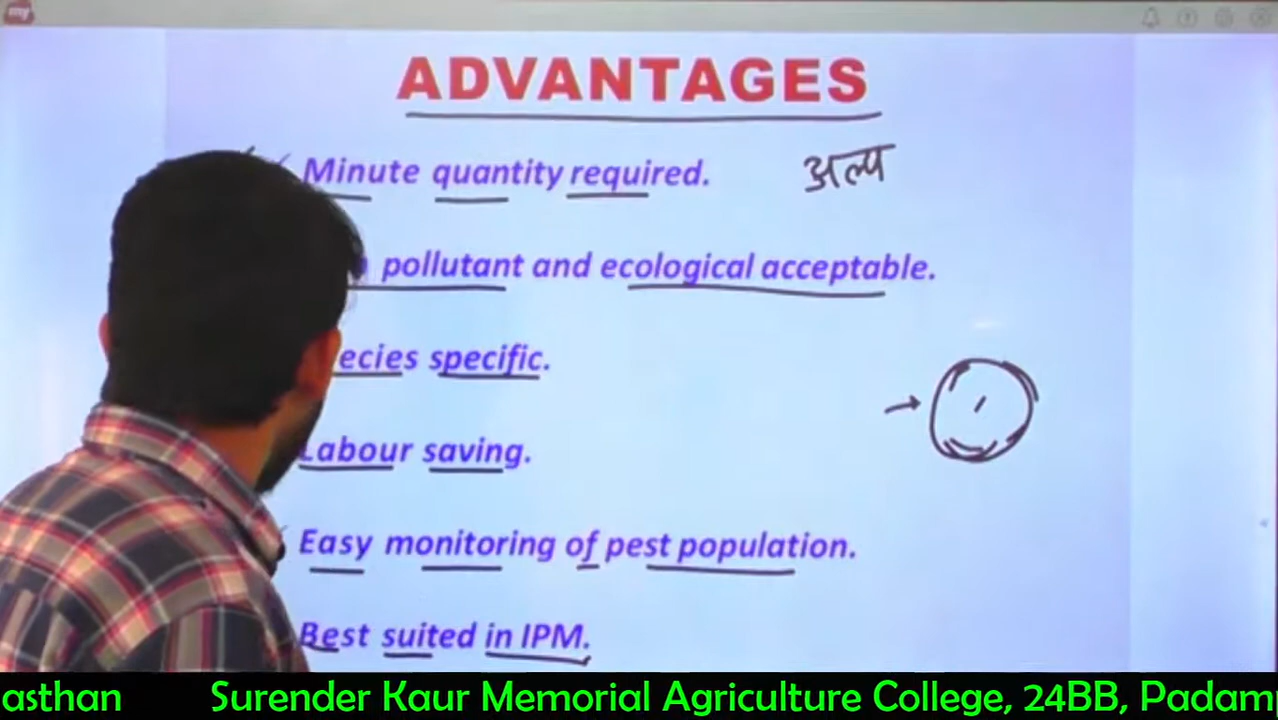 my
ADVANTAGES
Minute quantity required. अल्प
pollutant and ecological acceptable.
ecies specific.
Labour saving.
Easy monitoring of pest population.
Best suited in IPM.
asthan Surender Kaur Memorial Agriculture College, 24BB, Padam